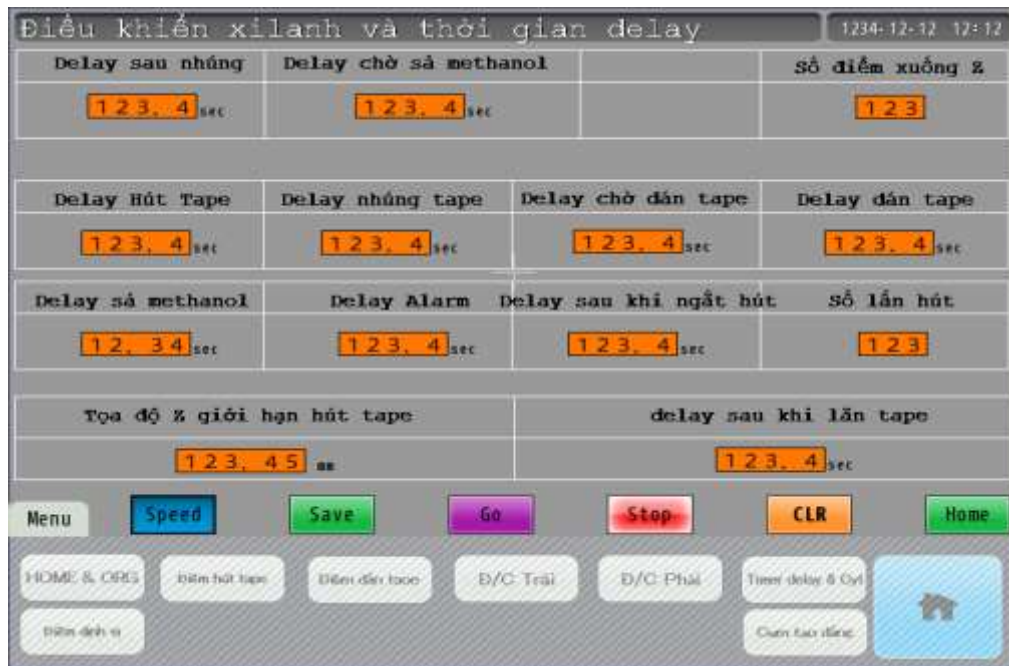 Điều khiển xilanh và thời gian delay 1234-12-12 12:12
Delay sau nhúng Delay chờ sả methanol Số điểm xuống Z
123.4 sec 123.4 sec 123
Delay Hút Tape Delay nhúng tape Delay chờ dán tape Delay dán tape
123.4 sec 123.4 sec 123.4 sec 123.4 sec
Delay sả methanol Delay Alarm Delay sau khi ngắt hút Số lần hút
12.34 sec 123.4 sec 123.4 sec 123
Tọa độ Z giới hạn hút tape delay sau khi lăn tape
123.45 mm 123.4 sec
Menu Speed Save Go Stop CLR Home
HOME & ORG Điểm hút tape Điểm dán tape Đ/C Trái Đ/C Phải Timer delay & Cyl
Điểm định vị Cụm tạo dáng